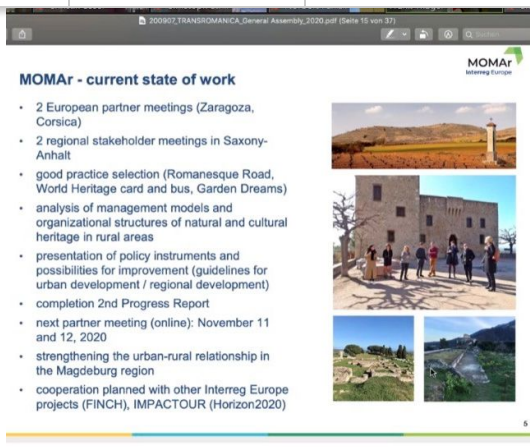 200907_TRANSROMANICA_General Assembly_2020.pdf (Seite 15 von 37)
Suchen
MOMAr
Interreg Europe
MOMAr - current state of work
• 2 European partner meetings (Zaragoza,
Corsica)
• 2 regional stakeholder meetings in Saxony-
Anhalt
• good practice selection (Romanesque Road,
World Heritage card and bus, Garden Dreams)
• analysis of management models and
organizational structures of natural and cultural
heritage in rural areas
• presentation of policy instruments and
possibilities for improvement (guidelines for
urban development / regional development)
• completion 2nd Progress Report
• next partner meeting (online): November 11
and 12, 2020
• strengthening the urban-rural relationship in
the Magdeburg region
• cooperation planned with other Interreg Europe
projects (FINCH), IMPACTOUR (Horizon2020)
5